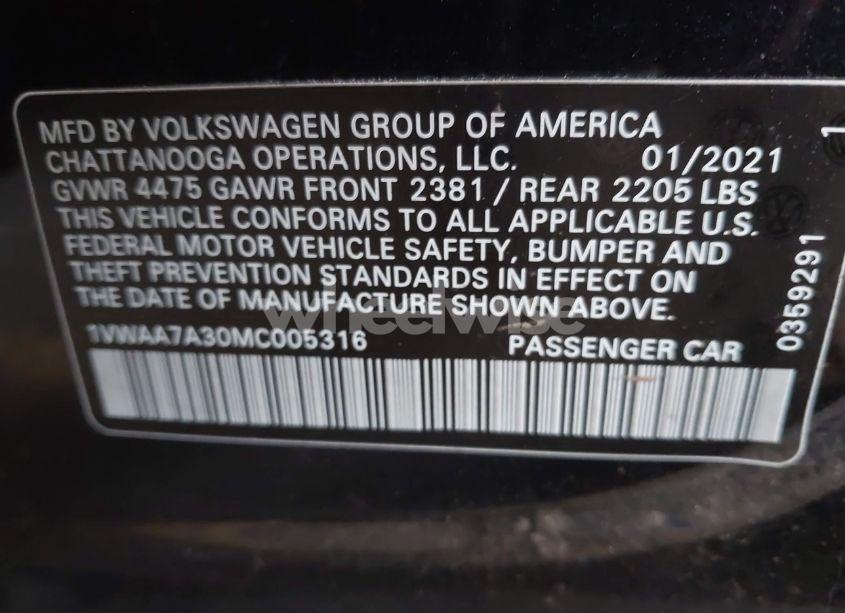 MFD BY VOLKSWAGEN GROUP OF AMERICA
CHATTANOOGA OPERATIONS, LLC. 01/2021
GVWR 4475 GAWR FRONT 2381 / REAR 2205 LBS
THIS VEHICLE CONFORMS TO ALL APPLICABLE U.S.
FEDERAL MOTOR VEHICLE SAFETY, BUMPER AND
THEFT PREVENTION STANDARDS IN EFFECT ON
THE DATE OF MANUFACTURE SHOWN ABOVE.
1VWAA7A30MC005316 PASSENGER CAR
0359291 1
wheelwise